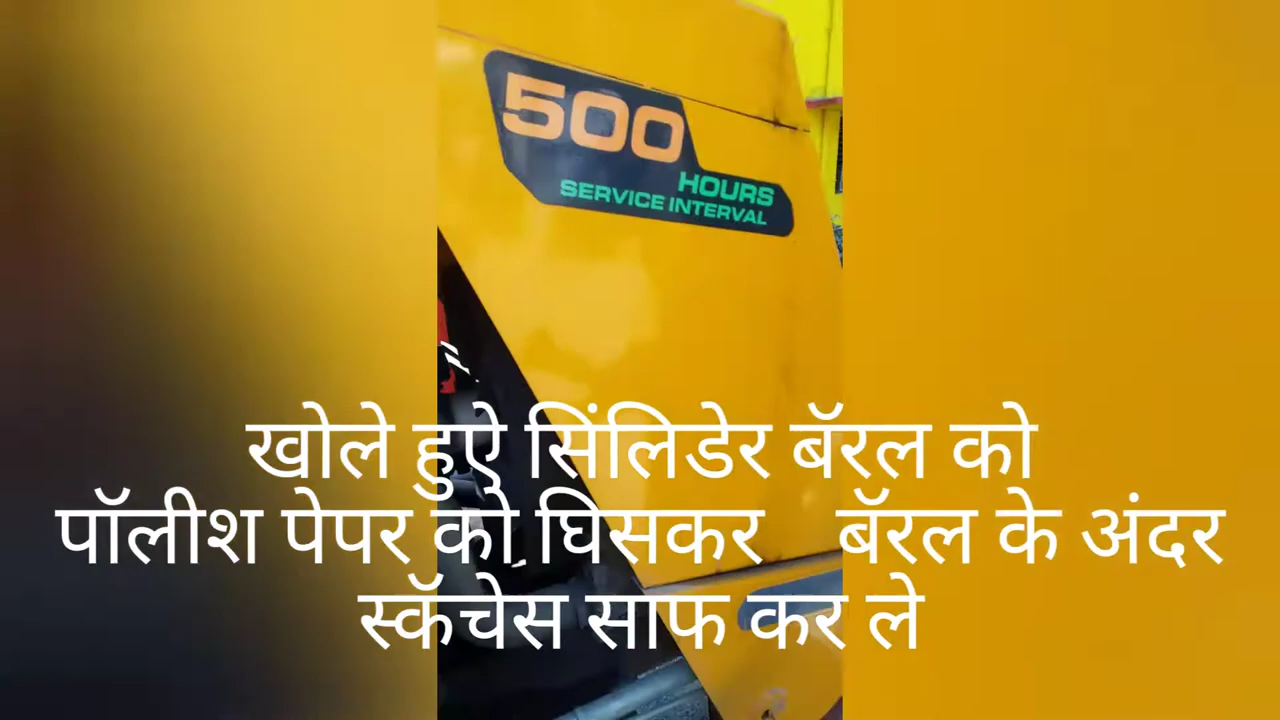 500
HOURS
SERVICE INTERVAL
खोले हुऐ सिंलिडेर बॅरल को
पॉलीश पेपर को घिसकर बॅरल के अंदर
स्कॅचेस साफ कर ले